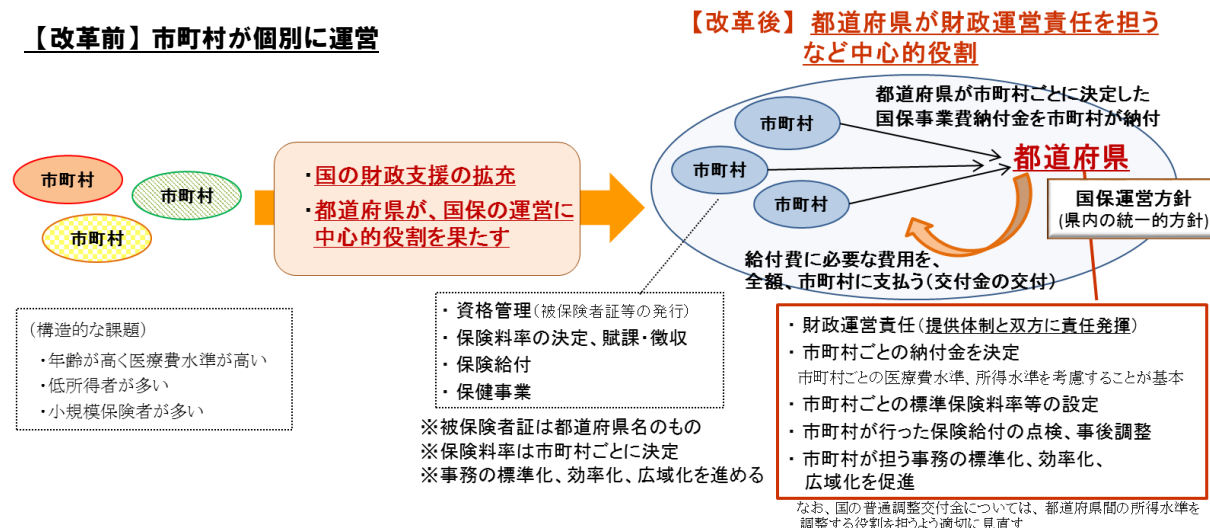 【改革前】市町村が個別に運営
市町村
市町村
市町村
(構造的な課題)
・年齢が高く医療費水準が高い
・低所得者が多い
・小規模保険者が多い
・国の財政支援の拡充
・都道府県が、国保の運営に
中心的役割を果たす
【改革後】都道府県が財政運営責任を担う
など中心的役割
都道府県が市町村ごとに決定した
国保事業費納付金を市町村が納付
市町村
市町村
市町村
都道府県
国保運営方針
(県内の統一的方針)
給付費に必要な費用を、
全額、市町村に支払う(交付金の交付)
・資格管理(被保険者証等の発行)
・保険料率の決定、賦課・徴収
・保険給付
・保健事業
※被保険者証は都道府県名のもの
※保険料率は市町村ごとに決定
※事務の標準化、効率化、広域化を進める
・財政運営責任(提供体制と双方に責任発揮)
・市町村ごとの納付金を決定
市町村ごとの医療費水準、所得水準を考慮することが基本
・市町村ごとの標準保険料率等の設定
・市町村が行った保険給付の点検、事後調整
・市町村が担う事務の標準化、効率化、
広域化を促進
なお、国の普通調整交付金については、都道府県間の所得水準を
調整する役割を担うよう適切に見直す